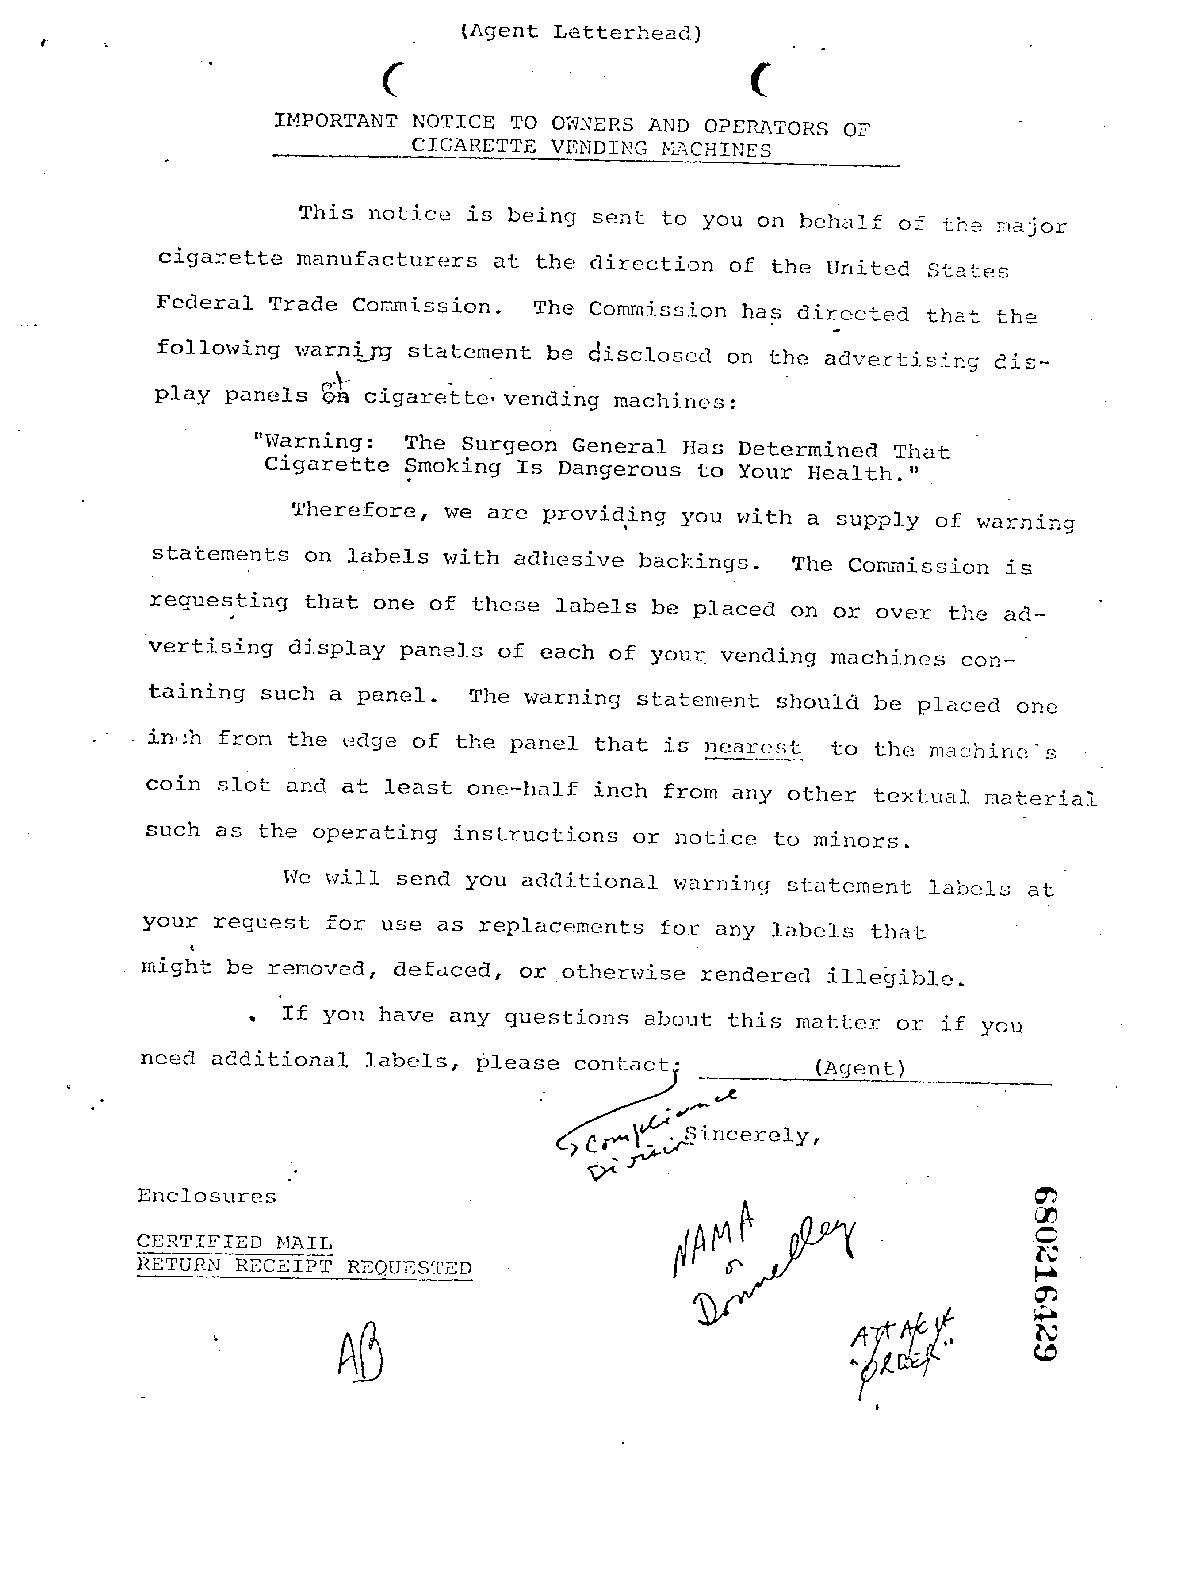 (Agent Letterhead)
IMPORTANT NOTICE TO OWNERS AND OPERATORS OF
CIGARETTE VENDING MACHINES
This notice is being sent to you on behalf of the major
cigarette manufacturers at the direction of the United States
Federal Trade Commission. The Commission has directed that the
following warning statement be disclosed on the advertising dis-
play panels on cigarette vending machines:
"Warning: The Surgeon General Has Determined That
Cigarette Smoking Is Dangerous to Your Health."
Therefore, we are providing you with a supply of warning
statements on labels with adhesive backings. The Commission is
requesting that one of these labels be placed on or over the ad-
vertising display panels of each of your vending machines con-
taining such a panel. The warning statement should be placed one
inch from the edge of the panel that is nearest to the machine's
coin slot and at least one-half inch from any other textual material
such as the operating instructions or notice to minors.
We will send you additional warning statement labels at
your request for use as replacements for any labels that
might be removed, defaced, or otherwise rendered illegible.
If you have any questions about this matter or if you
need additional labels, please contact: (Agent)
Compliance
Division
Sincerely,
Enclosures
CERTIFIED MAIL
RETURN RECEIPT REQUESTED
NAMA
or
Donnelley
"ORDER"
AB
680216429